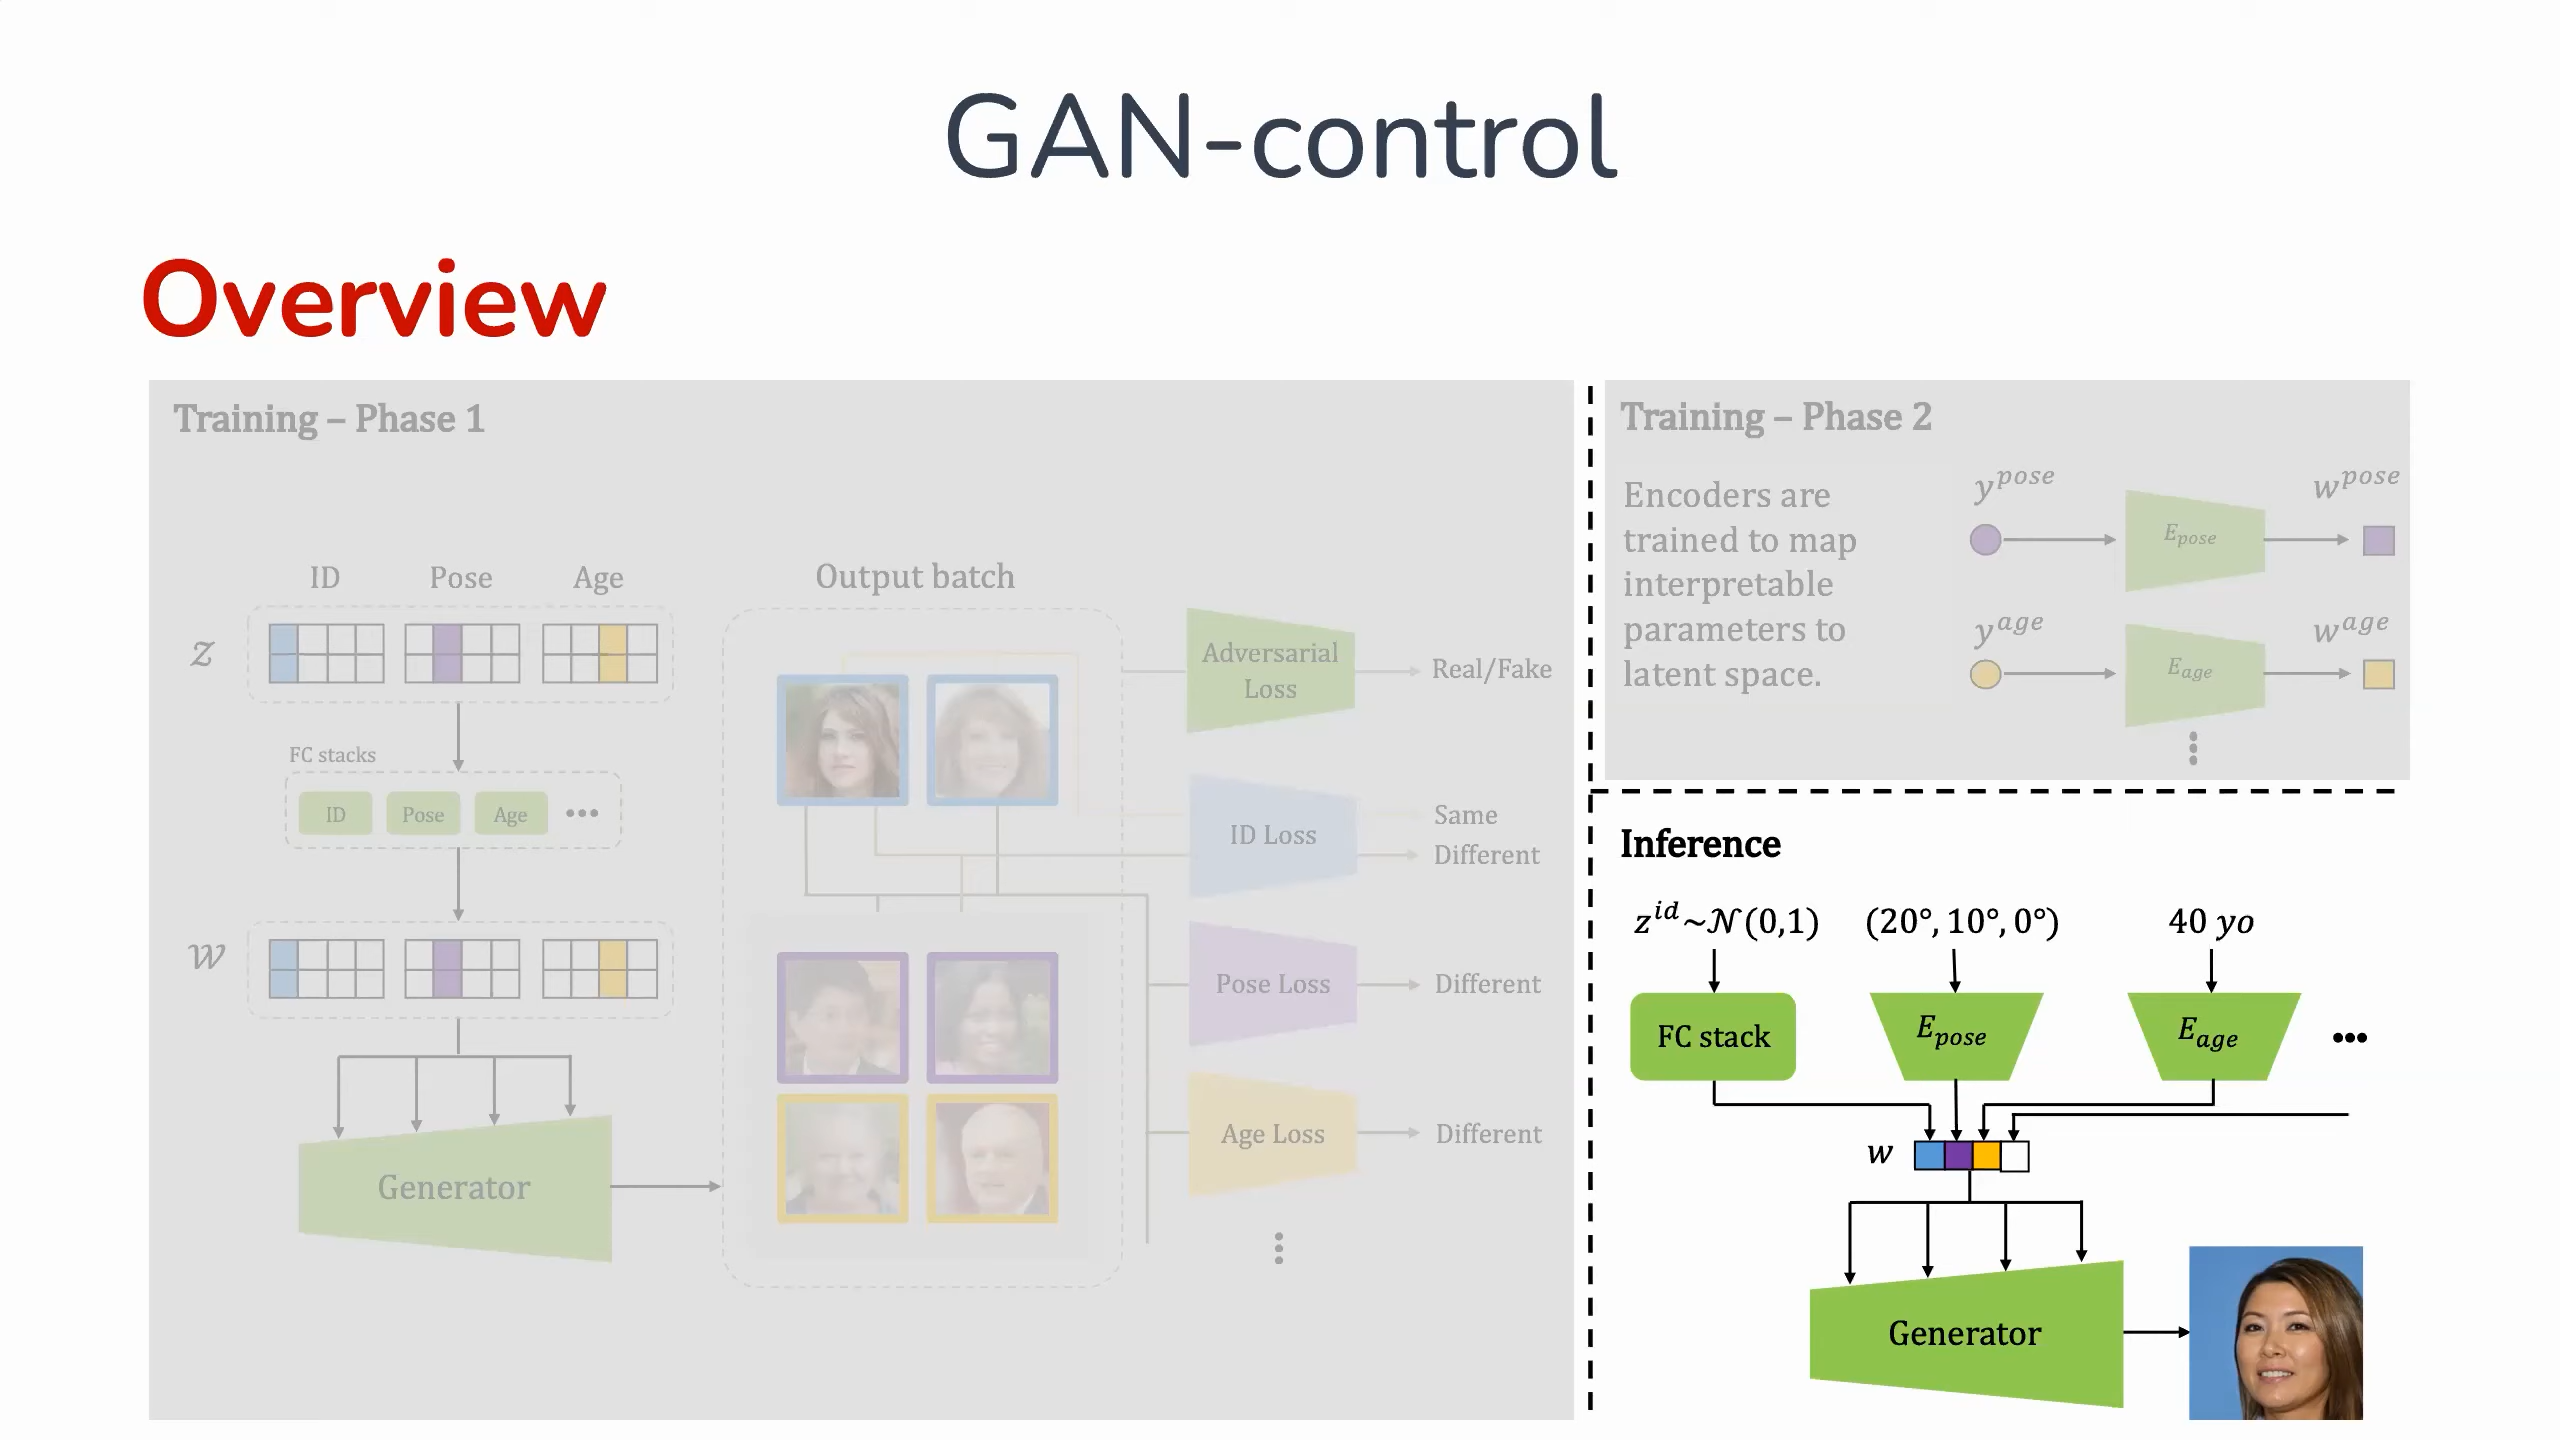 GAN-control
Overview
Training – Phase 1
ID Pose Age
z
FC stacks
ID Pose Age •••
w
Generator
Output batch
Adversarial
Loss
Real/Fake
ID Loss
Same
Different
Pose Loss
Different
Age Loss
Different
Training – Phase 2
Encoders are
trained to map
interpretable
parameters to
latent space.
y^pose E_pose w^pose
y^age E_age w^age
Inference
z^id~𝒩(0,1) (20°, 10°, 0°) 40 yo
FC stack E_pose E_age •••
w
Generator